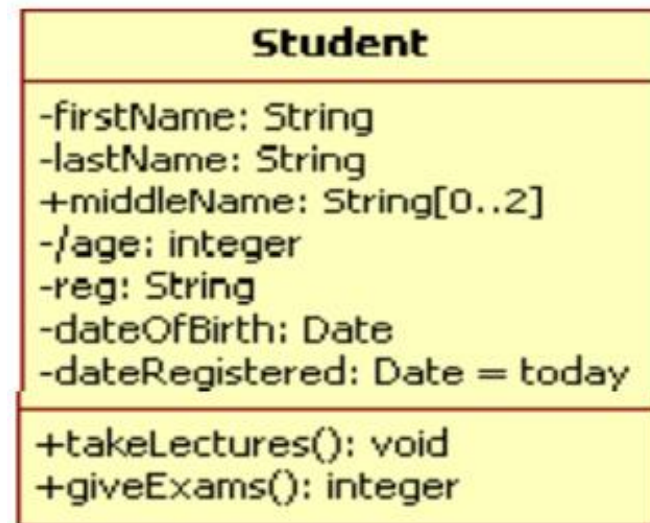 Student
-firstName: String
-lastName: String
+middleName: String[0..2]
-/age: integer
-reg: String
-dateOfBirth: Date
-dateRegistered: Date = today
+takeLectures(): void
+giveExams(): integer